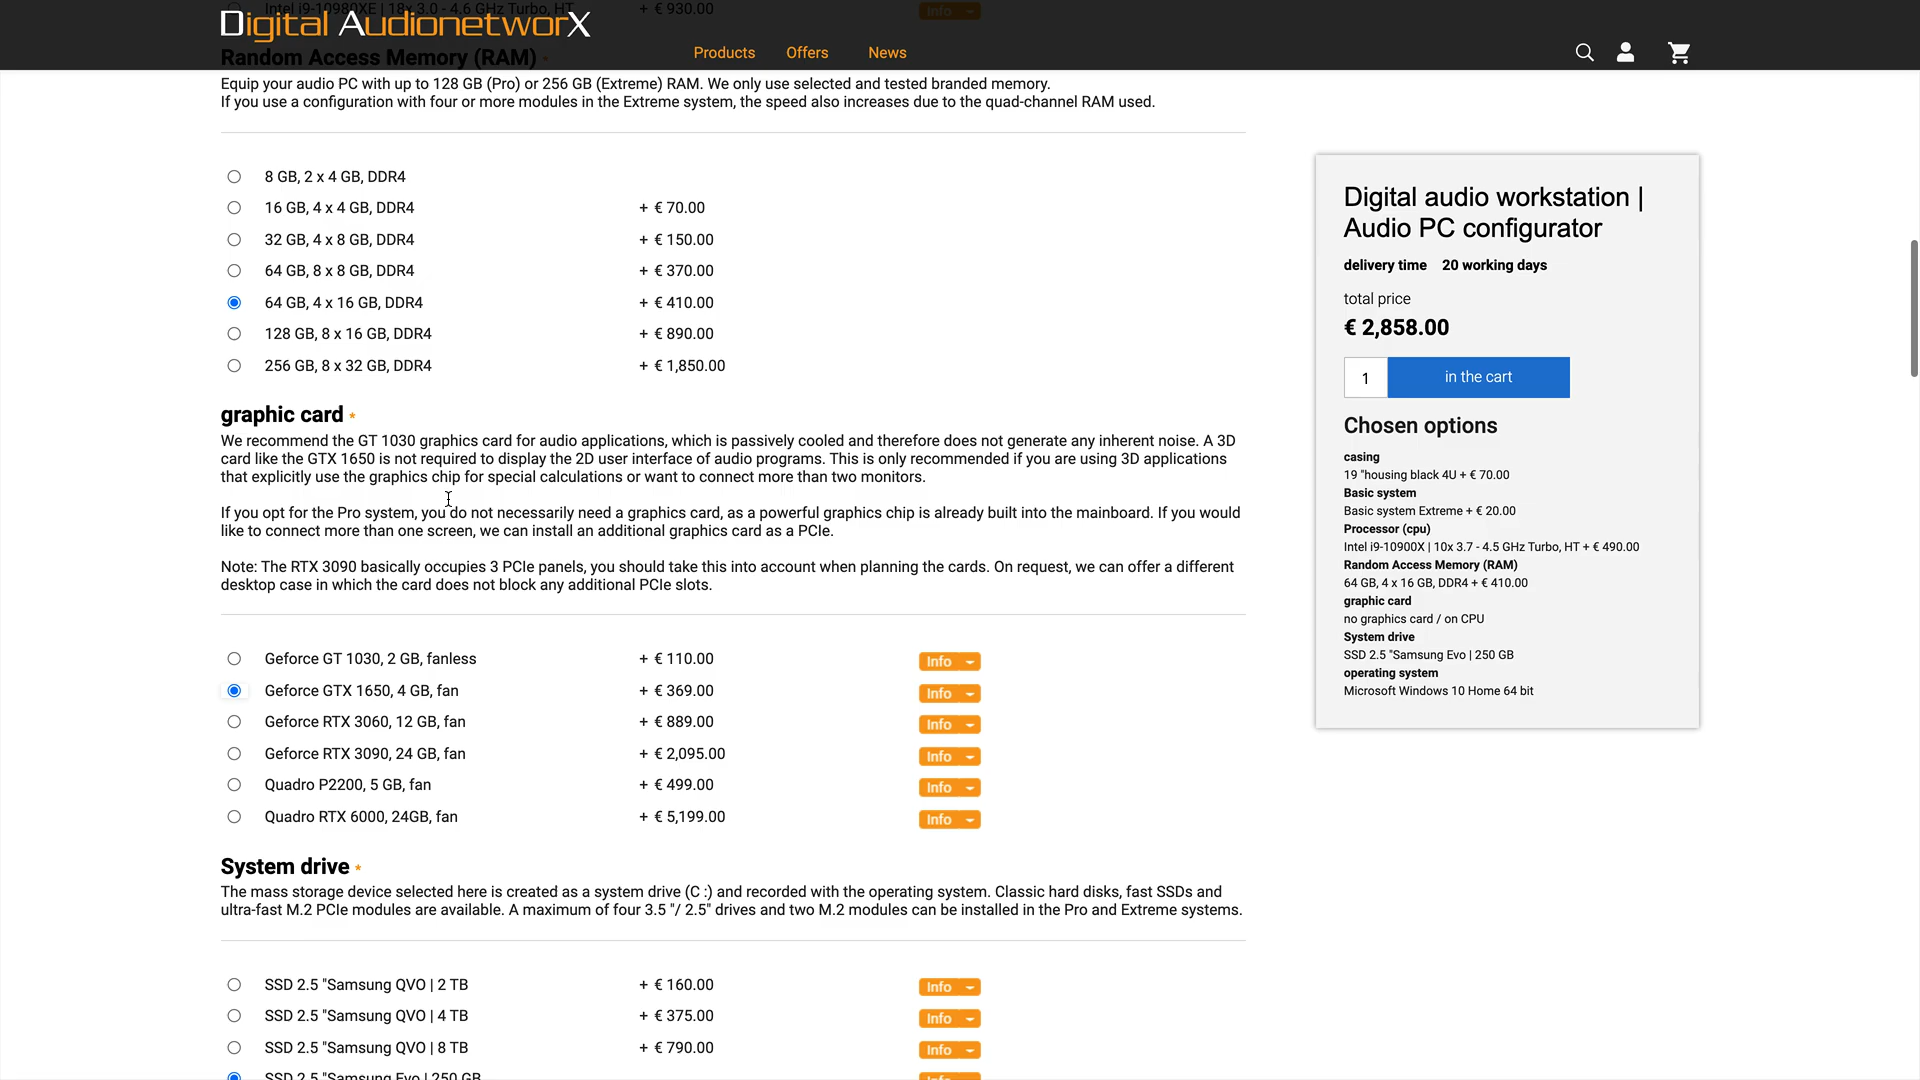 Intel i9-10980XE | 18x 3.0 - 4.6 GHz Turbo, HT + € 930.00 Info
Digital AudionetworX
Random Access Memory (RAM) *
Products Offers News
Equip your audio PC with up to 128 GB (Pro) or 256 GB (Extreme) RAM. We only use selected and tested branded memory.
If you use a configuration with four or more modules in the Extreme system, the speed also increases due to the quad-channel RAM used.
8 GB, 2 x 4 GB, DDR4
16 GB, 4 x 4 GB, DDR4 + € 70.00
32 GB, 4 x 8 GB, DDR4 + € 150.00
64 GB, 8 x 8 GB, DDR4 + € 370.00
64 GB, 4 x 16 GB, DDR4 + € 410.00
128 GB, 8 x 16 GB, DDR4 + € 890.00
256 GB, 8 x 32 GB, DDR4 + € 1,850.00
graphic card *
We recommend the GT 1030 graphics card for audio applications, which is passively cooled and therefore does not generate any inherent noise. A 3D
card like the GTX 1650 is not required to display the 2D user interface of audio programs. This is only recommended if you are using 3D applications
that explicitly use the graphics chip for special calculations or want to connect more than two monitors.
If you opt for the Pro system, you do not necessarily need a graphics card, as a powerful graphics chip is already built into the mainboard. If you would
like to connect more than one screen, we can install an additional graphics card as a PCIe.
Note: The RTX 3090 basically occupies 3 PCIe panels, you should take this into account when planning the cards. On request, we can offer a different
desktop case in which the card does not block any additional PCIe slots.
Geforce GT 1030, 2 GB, fanless + € 110.00 Info
Geforce GTX 1650, 4 GB, fan + € 369.00 Info
Geforce RTX 3060, 12 GB, fan + € 889.00 Info
Geforce RTX 3090, 24 GB, fan + € 2,095.00 Info
Quadro P2200, 5 GB, fan + € 499.00 Info
Quadro RTX 6000, 24GB, fan + € 5,199.00 Info
System drive *
The mass storage device selected here is created as a system drive (C :) and recorded with the operating system. Classic hard disks, fast SSDs and
ultra-fast M.2 PCIe modules are available. A maximum of four 3.5 "/ 2.5" drives and two M.2 modules can be installed in the Pro and Extreme systems.
SSD 2.5 "Samsung QVO | 2 TB + € 160.00 Info
SSD 2.5 "Samsung QVO | 4 TB + € 375.00 Info
SSD 2.5 "Samsung QVO | 8 TB + € 790.00 Info
SSD 2.5 "Samsung Evo | 250 GB Info
Digital audio workstation |
Audio PC configurator
delivery time 20 working days
total price
€ 2,858.00
1 in the cart
Chosen options
casing
19 "housing black 4U + € 70.00
Basic system
Basic system Extreme + € 20.00
Processor (cpu)
Intel i9-10900X | 10x 3.7 - 4.5 GHz Turbo, HT + € 490.00
Random Access Memory (RAM)
64 GB, 4 x 16 GB, DDR4 + € 410.00
graphic card
no graphics card / on CPU
System drive
SSD 2.5 "Samsung Evo | 250 GB
operating system
Microsoft Windows 10 Home 64 bit